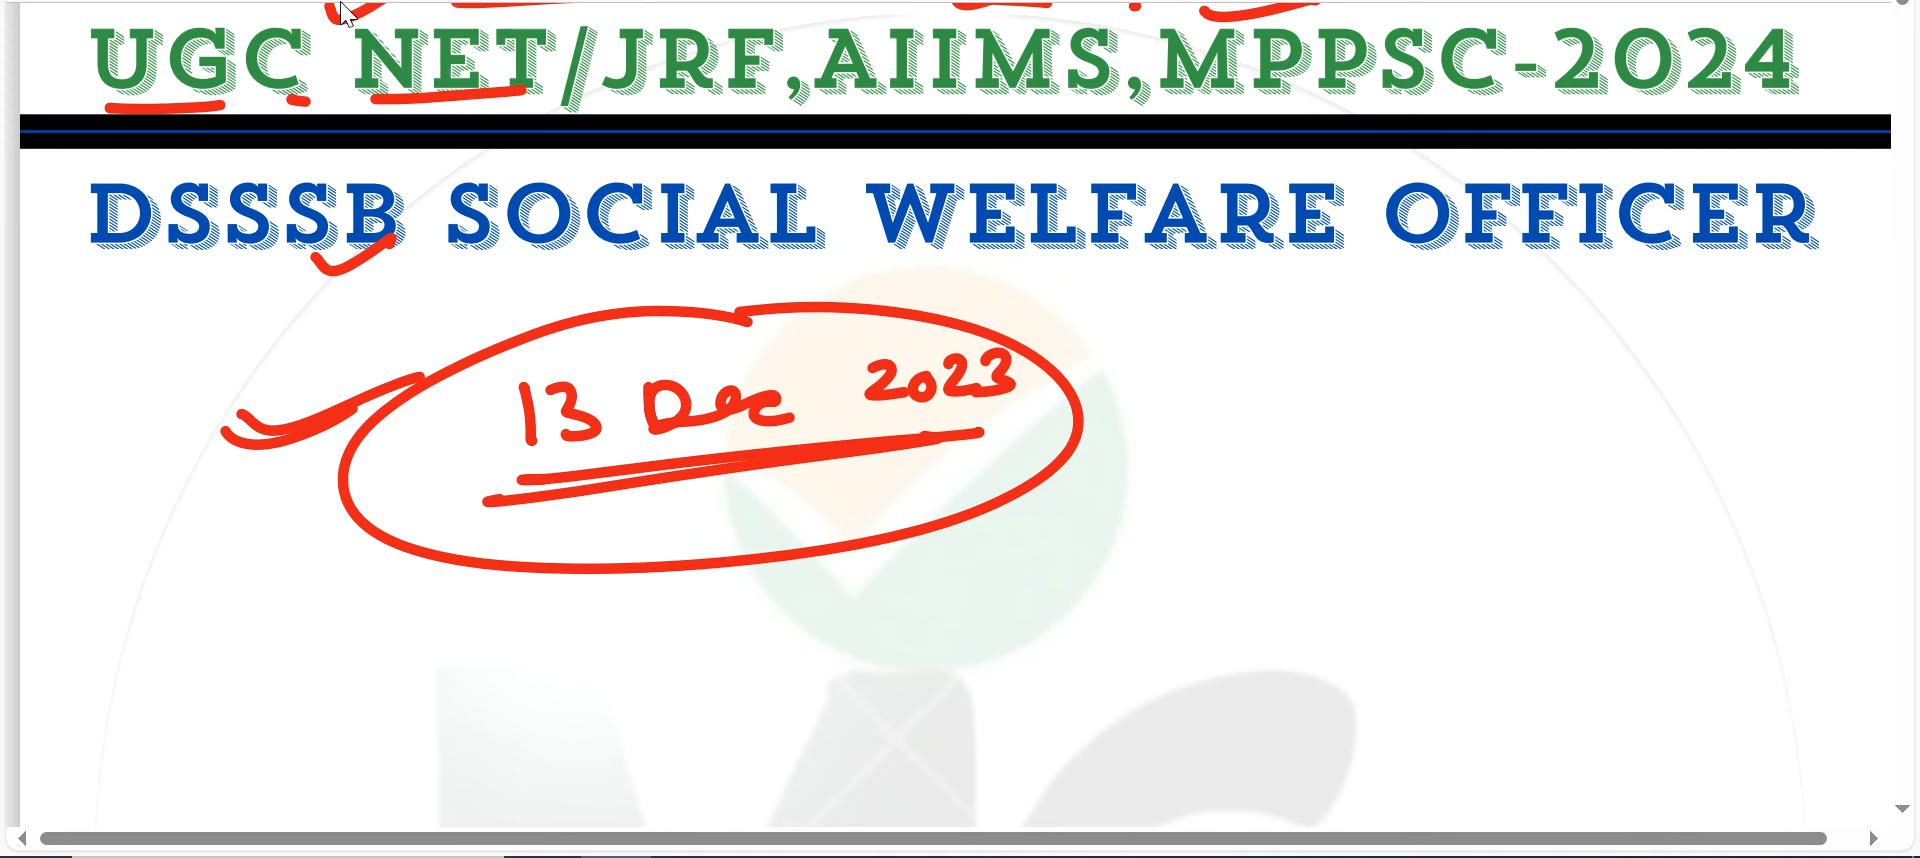 UGC NET/JRF,AIIMS,MPPSC-2024
DSSSB SOCIAL WELFARE OFFICER
13 Dec 2023